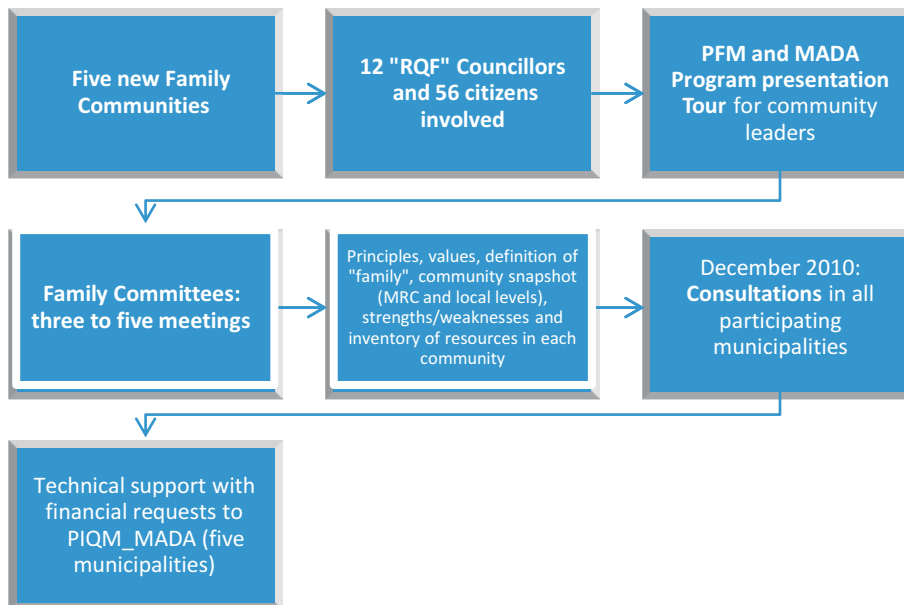 Five new Family
Communities
12 "RQF" Councillors
and 56 citizens
involved
PFM and MADA
Program presentation
Tour for community
leaders
Family Committees:
three to five meetings
Principles, values, definition of
"family", community snapshot
(MRC and local levels),
strengths/weaknesses and
inventory of resources in each
community
December 2010:
Consultations in all
participating
municipalities
Technical support with
financial requests to
PIQM_MADA (five
municipalities)